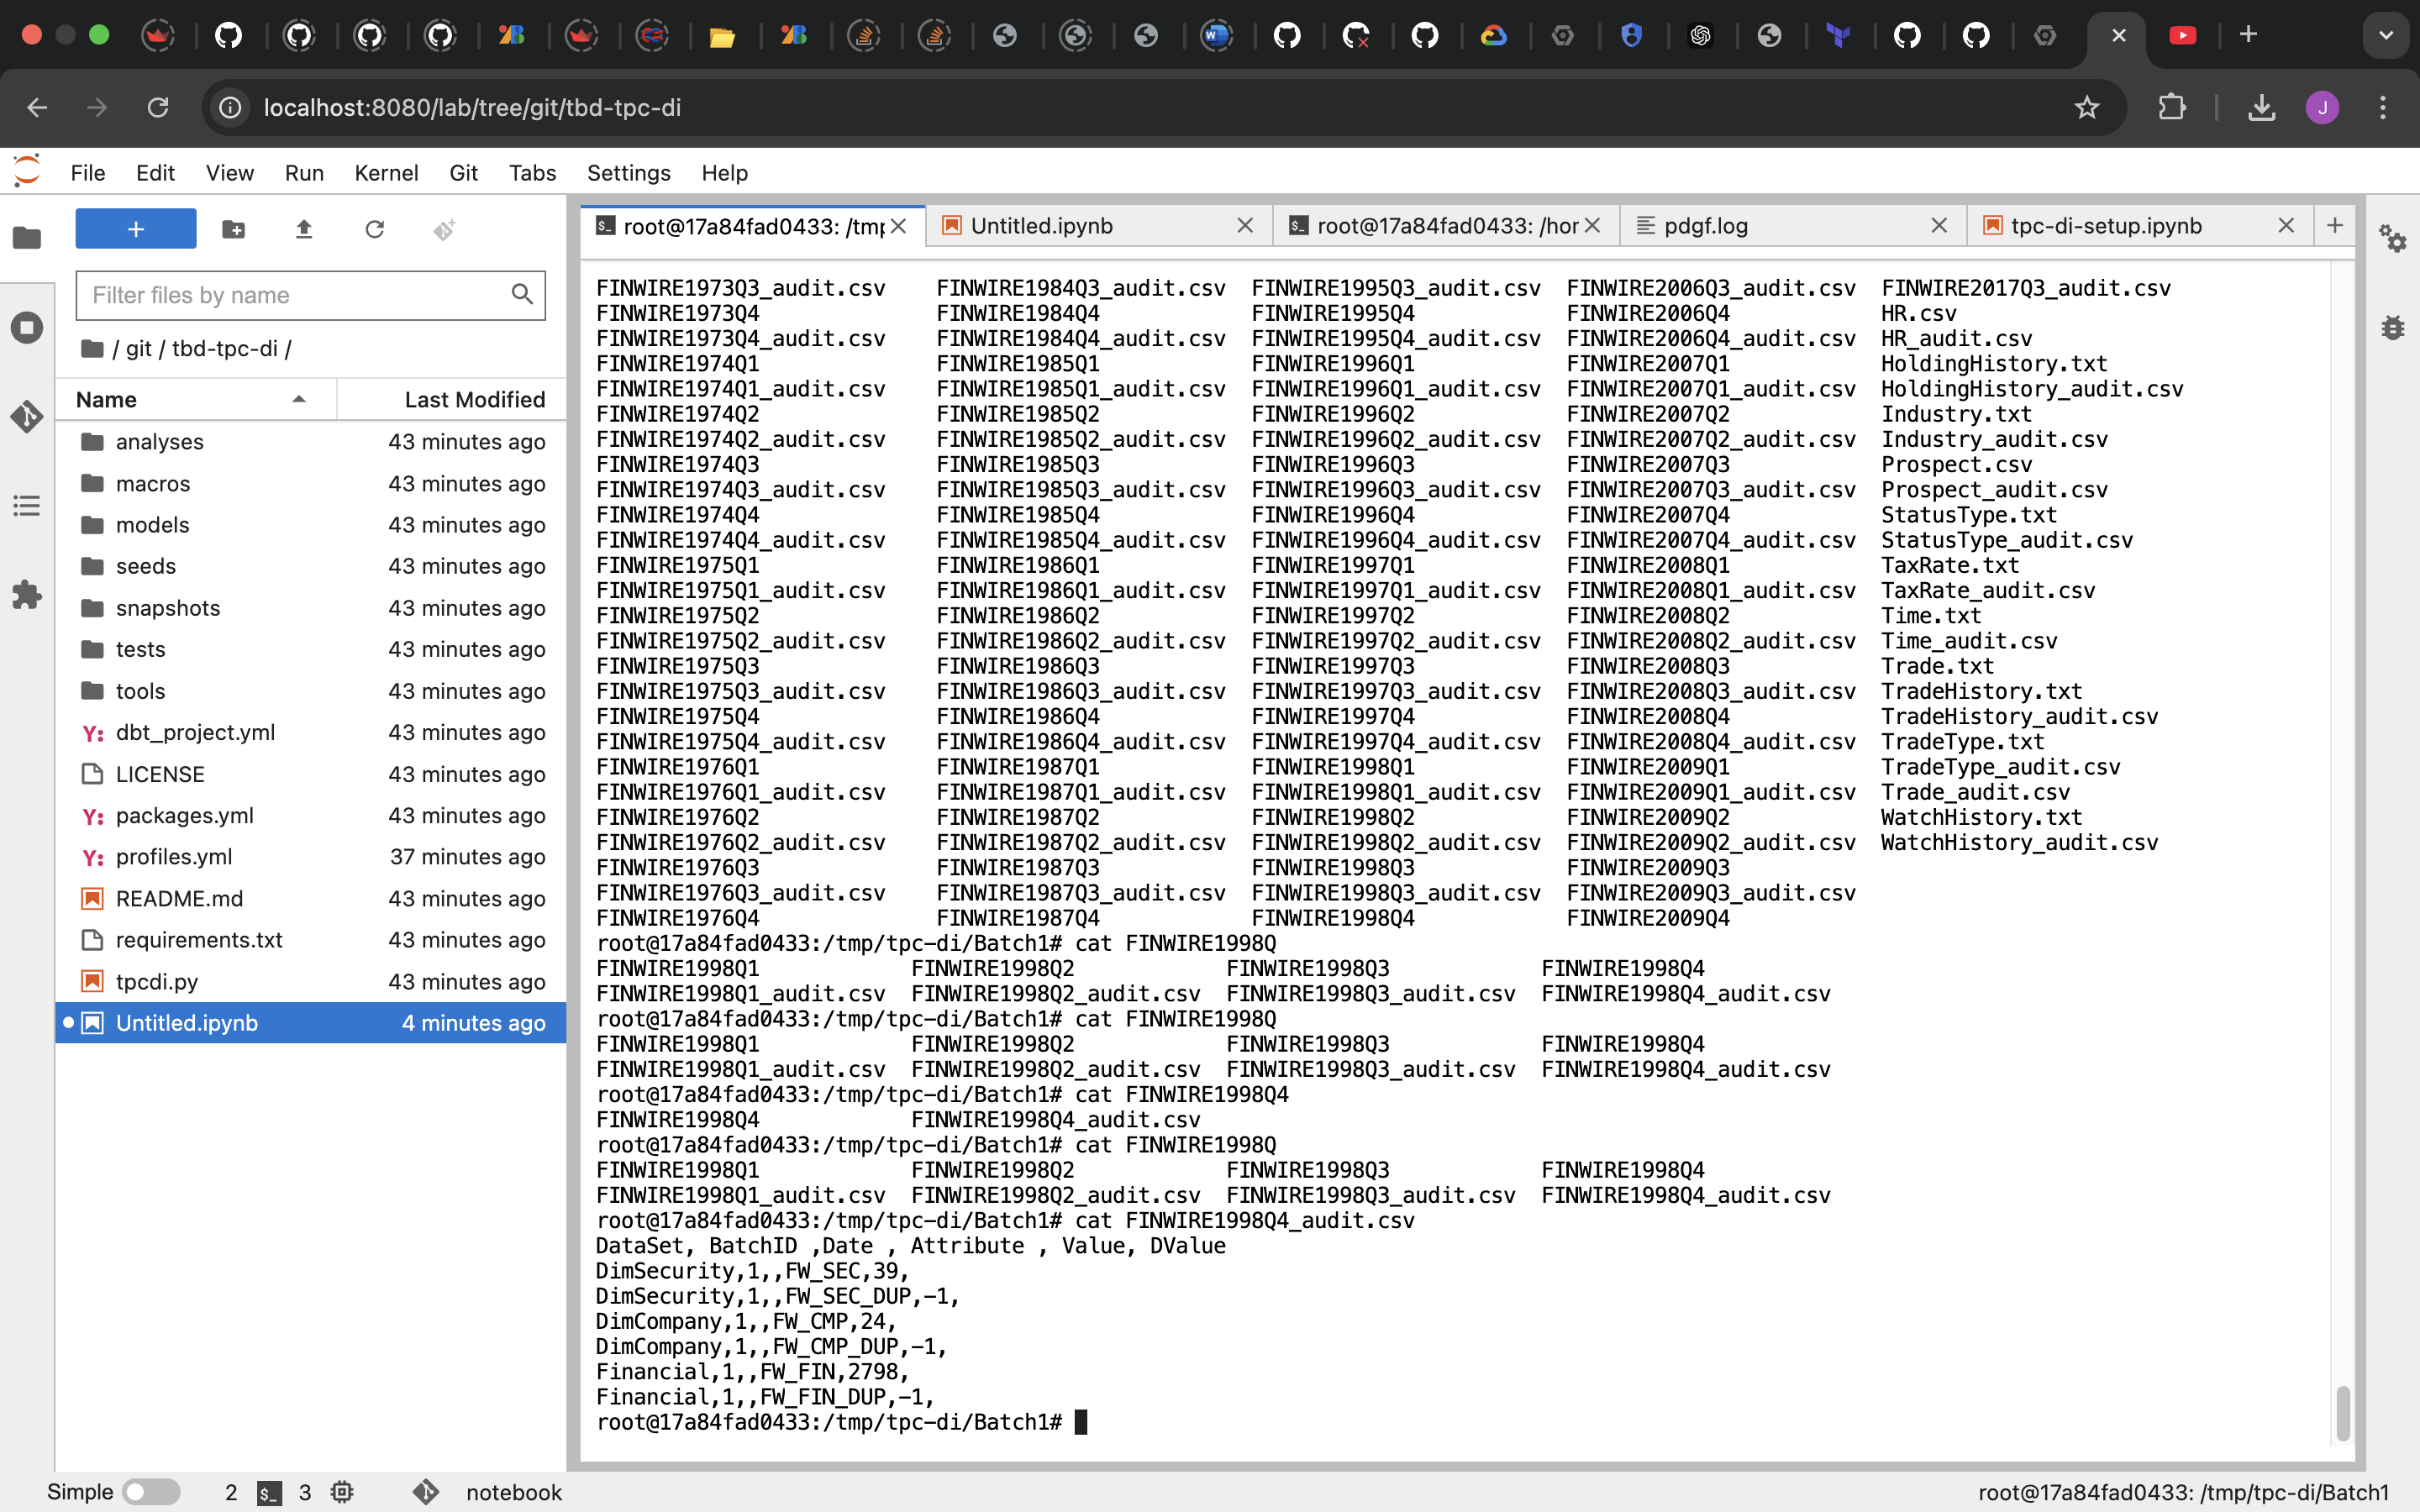 localhost:8080/lab/tree/git/tbd-tpc-di
J
File Edit View Run Kernel Git Tabs Settings Help
+
Filter files by name
/ git / tbd-tpc-di /
Name Last Modified
analyses 43 minutes ago
macros 43 minutes ago
models 43 minutes ago
seeds 43 minutes ago
snapshots 43 minutes ago
tests 43 minutes ago
tools 43 minutes ago
Y: dbt_project.yml 43 minutes ago
LICENSE 43 minutes ago
Y: packages.yml 43 minutes ago
Y: profiles.yml 37 minutes ago
README.md 43 minutes ago
requirements.txt 43 minutes ago
tpcdi.py 43 minutes ago
Untitled.ipynb 4 minutes ago
root@17a84fad0433: /tmp Untitled.ipynb root@17a84fad0433: /hor pdgf.log tpc-di-setup.ipynb
FINWIRE1973Q3_audit.csv FINWIRE1984Q3_audit.csv FINWIRE1995Q3_audit.csv FINWIRE2006Q3_audit.csv FINWIRE2017Q3_audit.csv
FINWIRE1973Q4 FINWIRE1984Q4 FINWIRE1995Q4 FINWIRE2006Q4 HR.csv
FINWIRE1973Q4_audit.csv FINWIRE1984Q4_audit.csv FINWIRE1995Q4_audit.csv FINWIRE2006Q4_audit.csv HR_audit.csv
FINWIRE1974Q1 FINWIRE1985Q1 FINWIRE1996Q1 FINWIRE2007Q1 HoldingHistory.txt
FINWIRE1974Q1_audit.csv FINWIRE1985Q1_audit.csv FINWIRE1996Q1_audit.csv FINWIRE2007Q1_audit.csv HoldingHistory_audit.csv
FINWIRE1974Q2 FINWIRE1985Q2 FINWIRE1996Q2 FINWIRE2007Q2 Industry.txt
FINWIRE1974Q2_audit.csv FINWIRE1985Q2_audit.csv FINWIRE1996Q2_audit.csv FINWIRE2007Q2_audit.csv Industry_audit.csv
FINWIRE1974Q3 FINWIRE1985Q3 FINWIRE1996Q3 FINWIRE2007Q3 Prospect.csv
FINWIRE1974Q3_audit.csv FINWIRE1985Q3_audit.csv FINWIRE1996Q3_audit.csv FINWIRE2007Q3_audit.csv Prospect_audit.csv
FINWIRE1974Q4 FINWIRE1985Q4 FINWIRE1996Q4 FINWIRE2007Q4 StatusType.txt
FINWIRE1974Q4_audit.csv FINWIRE1985Q4_audit.csv FINWIRE1996Q4_audit.csv FINWIRE2007Q4_audit.csv StatusType_audit.csv
FINWIRE1975Q1 FINWIRE1986Q1 FINWIRE1997Q1 FINWIRE2008Q1 TaxRate.txt
FINWIRE1975Q1_audit.csv FINWIRE1986Q1_audit.csv FINWIRE1997Q1_audit.csv FINWIRE2008Q1_audit.csv TaxRate_audit.csv
FINWIRE1975Q2 FINWIRE1986Q2 FINWIRE1997Q2 FINWIRE2008Q2 Time.txt
FINWIRE1975Q2_audit.csv FINWIRE1986Q2_audit.csv FINWIRE1997Q2_audit.csv FINWIRE2008Q2_audit.csv Time_audit.csv
FINWIRE1975Q3 FINWIRE1986Q3 FINWIRE1997Q3 FINWIRE2008Q3 Trade.txt
FINWIRE1975Q3_audit.csv FINWIRE1986Q3_audit.csv FINWIRE1997Q3_audit.csv FINWIRE2008Q3_audit.csv TradeHistory.txt
FINWIRE1975Q4 FINWIRE1986Q4 FINWIRE1997Q4 FINWIRE2008Q4 TradeHistory_audit.csv
FINWIRE1975Q4_audit.csv FINWIRE1986Q4_audit.csv FINWIRE1997Q4_audit.csv FINWIRE2008Q4_audit.csv TradeType.txt
FINWIRE1976Q1 FINWIRE1987Q1 FINWIRE1998Q1 FINWIRE2009Q1 TradeType_audit.csv
FINWIRE1976Q1_audit.csv FINWIRE1987Q1_audit.csv FINWIRE1998Q1_audit.csv FINWIRE2009Q1_audit.csv Trade_audit.csv
FINWIRE1976Q2 FINWIRE1987Q2 FINWIRE1998Q2 FINWIRE2009Q2 WatchHistory.txt
FINWIRE1976Q2_audit.csv FINWIRE1987Q2_audit.csv FINWIRE1998Q2_audit.csv FINWIRE2009Q2_audit.csv WatchHistory_audit.csv
FINWIRE1976Q3 FINWIRE1987Q3 FINWIRE1998Q3 FINWIRE2009Q3
FINWIRE1976Q3_audit.csv FINWIRE1987Q3_audit.csv FINWIRE1998Q3_audit.csv FINWIRE2009Q3_audit.csv
FINWIRE1976Q4 FINWIRE1987Q4 FINWIRE1998Q4 FINWIRE2009Q4
root@17a84fad0433:/tmp/tpc-di/Batch1# cat FINWIRE1998Q
FINWIRE1998Q1 FINWIRE1998Q2 FINWIRE1998Q3 FINWIRE1998Q4
FINWIRE1998Q1_audit.csv FINWIRE1998Q2_audit.csv FINWIRE1998Q3_audit.csv FINWIRE1998Q4_audit.csv
root@17a84fad0433:/tmp/tpc-di/Batch1# cat FINWIRE1998Q
FINWIRE1998Q1 FINWIRE1998Q2 FINWIRE1998Q3 FINWIRE1998Q4
FINWIRE1998Q1_audit.csv FINWIRE1998Q2_audit.csv FINWIRE1998Q3_audit.csv FINWIRE1998Q4_audit.csv
root@17a84fad0433:/tmp/tpc-di/Batch1# cat FINWIRE1998Q4
FINWIRE1998Q4 FINWIRE1998Q4_audit.csv
root@17a84fad0433:/tmp/tpc-di/Batch1# cat FINWIRE1998Q
FINWIRE1998Q1 FINWIRE1998Q2 FINWIRE1998Q3 FINWIRE1998Q4
FINWIRE1998Q1_audit.csv FINWIRE1998Q2_audit.csv FINWIRE1998Q3_audit.csv FINWIRE1998Q4_audit.csv
root@17a84fad0433:/tmp/tpc-di/Batch1# cat FINWIRE1998Q4_audit.csv
DataSet, BatchID ,Date , Attribute , Value, DValue
DimSecurity,1,,FW_SEC,39,
DimSecurity,1,,FW_SEC_DUP,-1,
DimCompany,1,,FW_CMP,24,
DimCompany,1,,FW_CMP_DUP,-1,
Financial,1,,FW_FIN,2798,
Financial,1,,FW_FIN_DUP,-1,
root@17a84fad0433:/tmp/tpc-di/Batch1#
Simple 2 $_ 3 notebook root@17a84fad0433: /tmp/tpc-di/Batch1